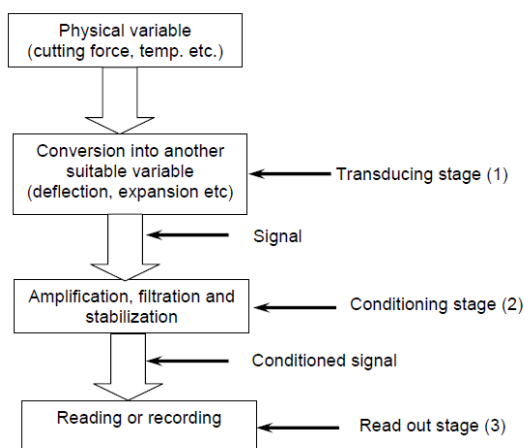 Physical variable
(cutting force, temp. etc.)
Conversion into another
suitable variable
(deflection, expansion etc)
Transducing stage (1)
Signal
Amplification, filtration and
stabilization
Conditioning stage (2)
Conditioned signal
Reading or recording
Read out stage (3)